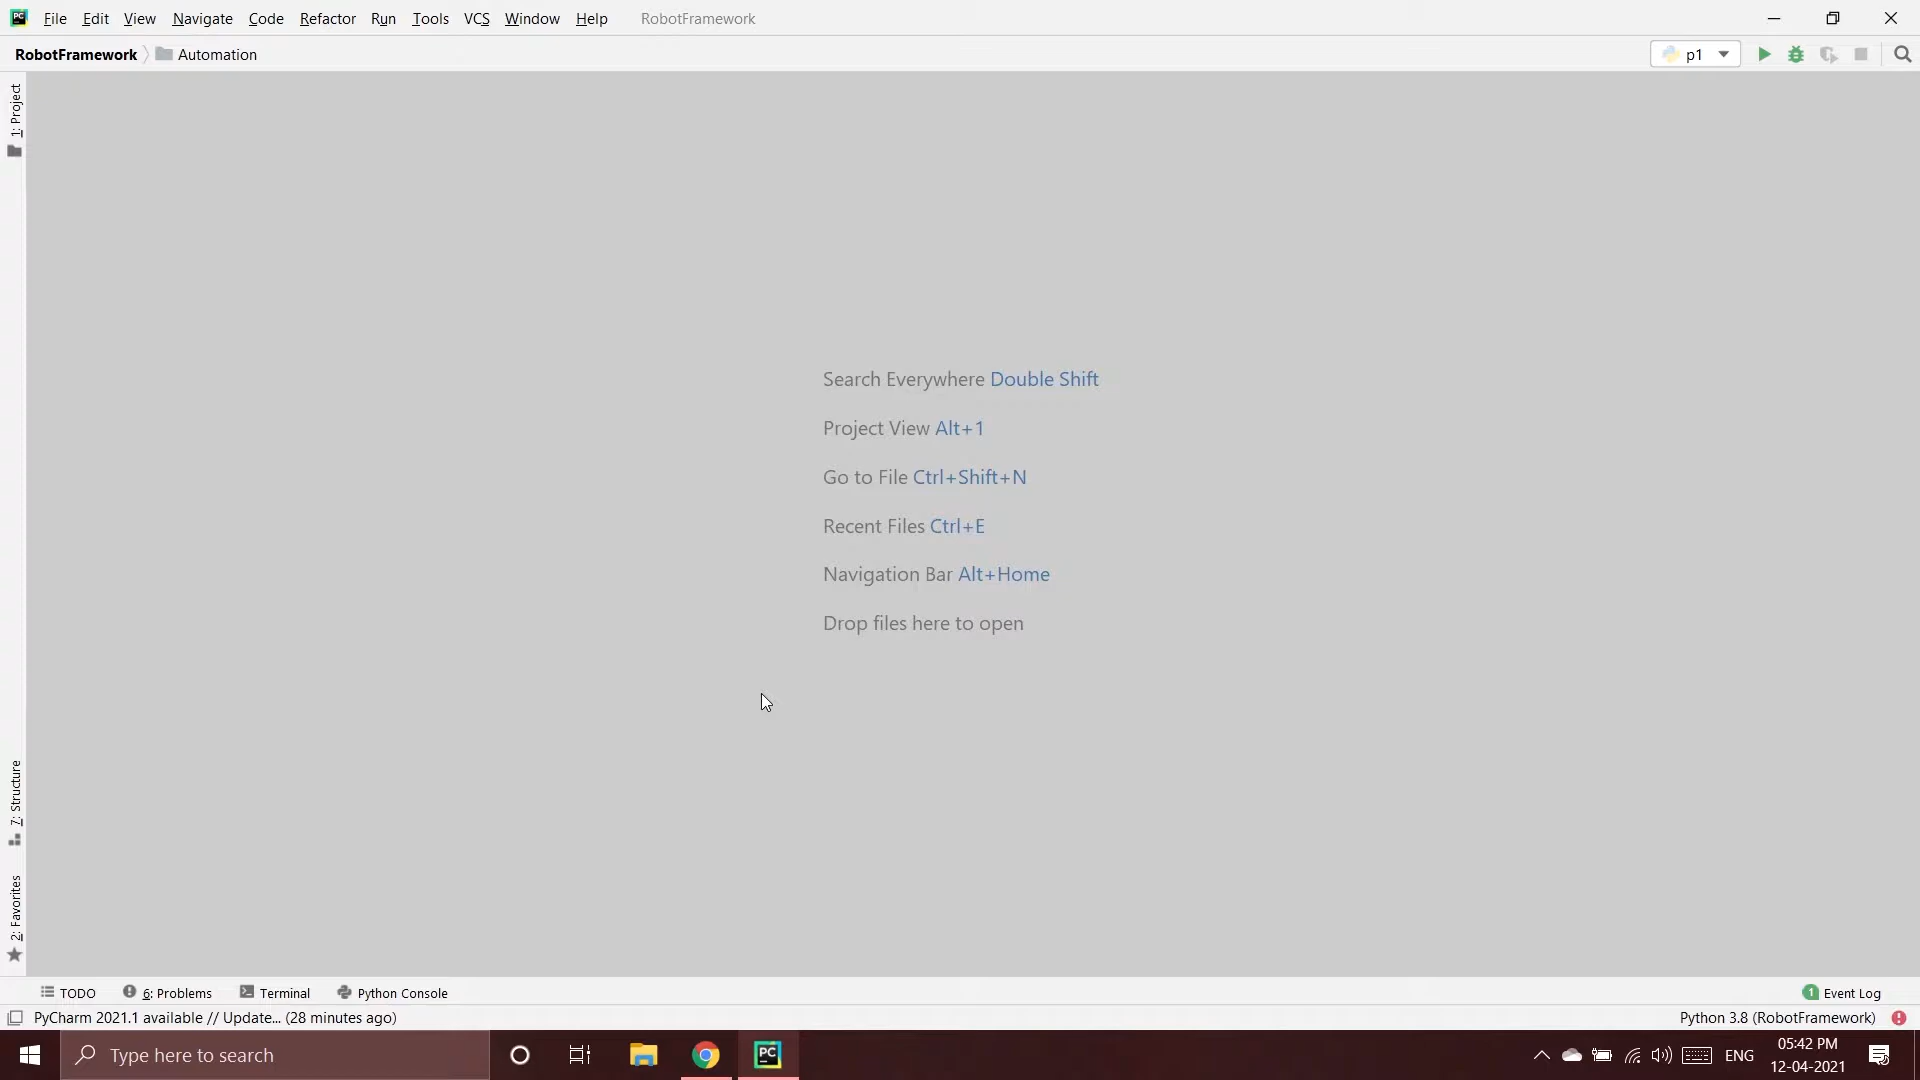 File Edit View Navigate Code Refactor Run Tools VCS Window Help RobotFramework
RobotFramework Automation p1
1: Project
Search Everywhere Double Shift
Project View Alt+1
Go to File Ctrl+Shift+N
Recent Files Ctrl+E
Navigation Bar Alt+Home
Drop files here to open
7: Structure
2: Favorites
TODO 6: Problems Terminal Python Console 1 Event Log
PyCharm 2021.1 available // Update... (28 minutes ago) Python 3.8 (RobotFramework)
Type here to search PC ENG 05:42 PM
12-04-2021